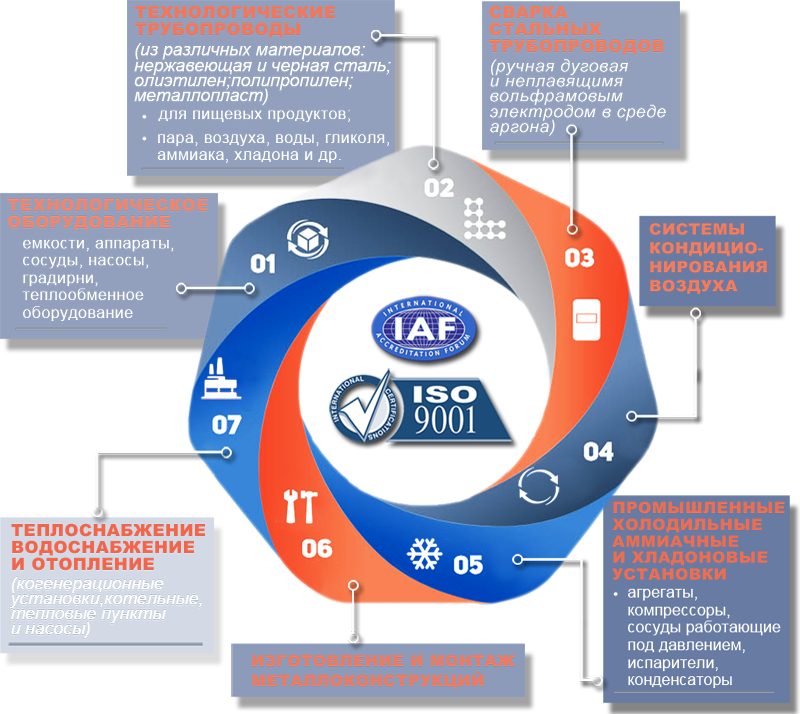 ТЕХНОЛОГИЧЕСКИЕ
ТРУБОПРОВОДЫ
(из различных материалов:
нержавеющая и черная сталь;
олиэтилен;полипропилен;
металлопласт)
• для пищевых продуктов;
• пара, воздуха, воды, гликоля,
аммиака, хладона и др.
СВАРКА
СТАЛЬНЫХ
ТРУБОПРОВОДОВ
(ручная дуговая
и неплавящимя
вольфрамовым
электродом в среде
аргона)
ТЕХНОЛОГИЧЕСКОЕ
ОБОРУДОВАНИЕ
емкости, аппараты,
сосуды, насосы,
градирни,
теплообменное
оборудование
СИСТЕМЫ
КОНДИЦИО-
НИРОВАНИЯ
ВОЗДУХА
01
02
03
04
05
06
07
INTERNATIONAL
IAF
ACCREDITATION FORUM
INTERNATIONAL CERTIFICATIONS
ISO
9001
ТЕПЛОСНАБЖЕНИЕ
ВОДОСНАБЖЕНИЕ
И ОТОПЛЕНИЕ
(когенерационные
установки,котельные,
тепловые пункты
и насосы)
ПРОМЫШЛЕННЫЕ
ХОЛОДИЛЬНЫЕ
АММИАЧНЫЕ
И ХЛАДОНОВЫЕ
УСТАНОВКИ
• агрегаты,
компрессоры,
сосуды работающие
под давлением,
испарители,
конденсаторы
ИЗГОТОВЛЕНИЕ И МОНТАЖ
МЕТАЛЛОКОНСТРУКЦИЙ